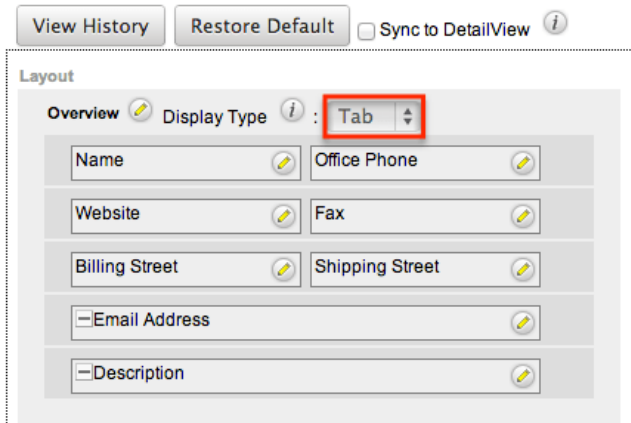 View History Restore Default Sync to DetailView i
Layout
Overview Display Type i : Tab
Name Office Phone
Website Fax
Billing Street Shipping Street
Email Address
Description